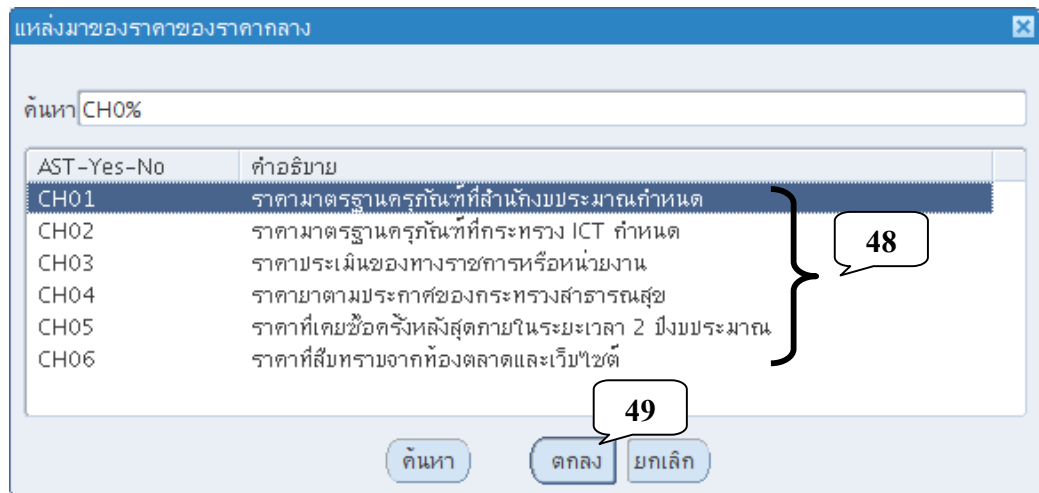 แหล่งมาของราคาของราคากลาง
ค้นหา CH0%
AST-Yes-No คำอธิบาย
CH01 ราคามาตรฐานครุภัณฑ์ที่สำนักงบประมาณกำหนด
CH02 ราคามาตรฐานครุภัณฑ์ที่กระทรวง ICT กำหนด
CH03 ราคาประเมินของทางราชการหรือหน่วยงาน
CH04 ราคายาตามประกาศของกระทรวงสาธารณสุข
CH05 ราคาที่เคยซื้อครั้งหลังสุดภายในระยะเวลา 2 ปีงบประมาณ
CH06 ราคาที่สืบทราบจากท้องตลาดและเว็บไซต์
48
49
ค้นหา ตกลง ยกเลิก